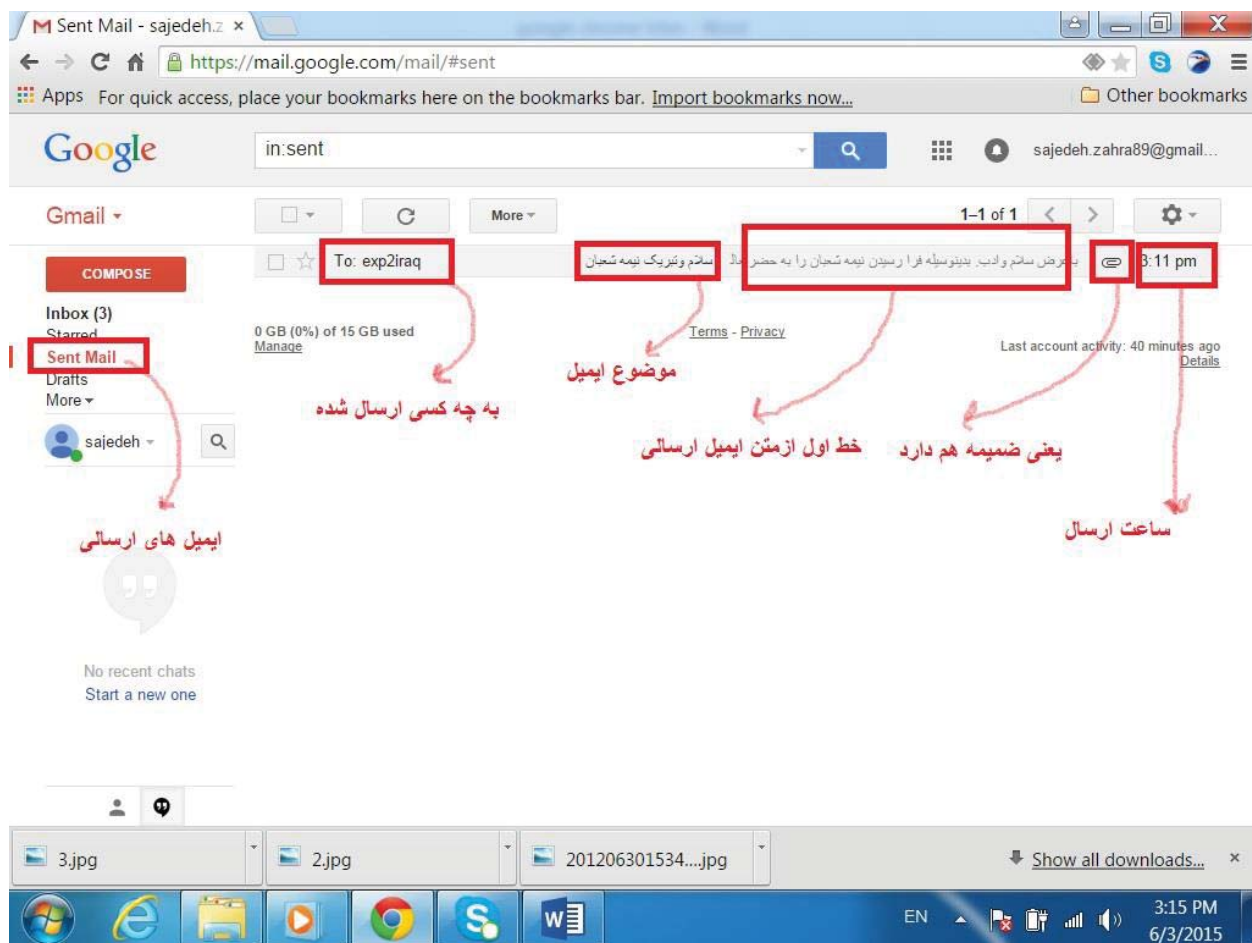 Sent Mail - sajedeh.z
https://mail.google.com/mail/#sent
Apps For quick access, place your bookmarks here on the bookmarks bar. Import bookmarks now... Other bookmarks
Google in:sent sajedeh.zahra89@gmail...
Gmail More 1–1 of 1
COMPOSE
To: exp2iraq سلام وتبریک نیمه شعبان عرض سلام و ادب. بدینوسیله فرا رسیدن نیمه شعبان را به حضر 3:11 pm
Inbox (3)
Starred
Sent Mail
Drafts
More
0 GB (0%) of 15 GB used
Manage
Terms - Privacy
Last account activity: 40 minutes ago
Details
موضوع ایمیل
به چه کسی ارسال شده
sajedeh
خط اول ازمتن ایمیل ارسالی
یعنی ضمیمه هم دارد
ساعت ارسال
ایمیل های ارسالی
No recent chats
Start a new one
3.jpg 2.jpg 201206301534....jpg Show all downloads...
EN 3:15 PM
6/3/2015